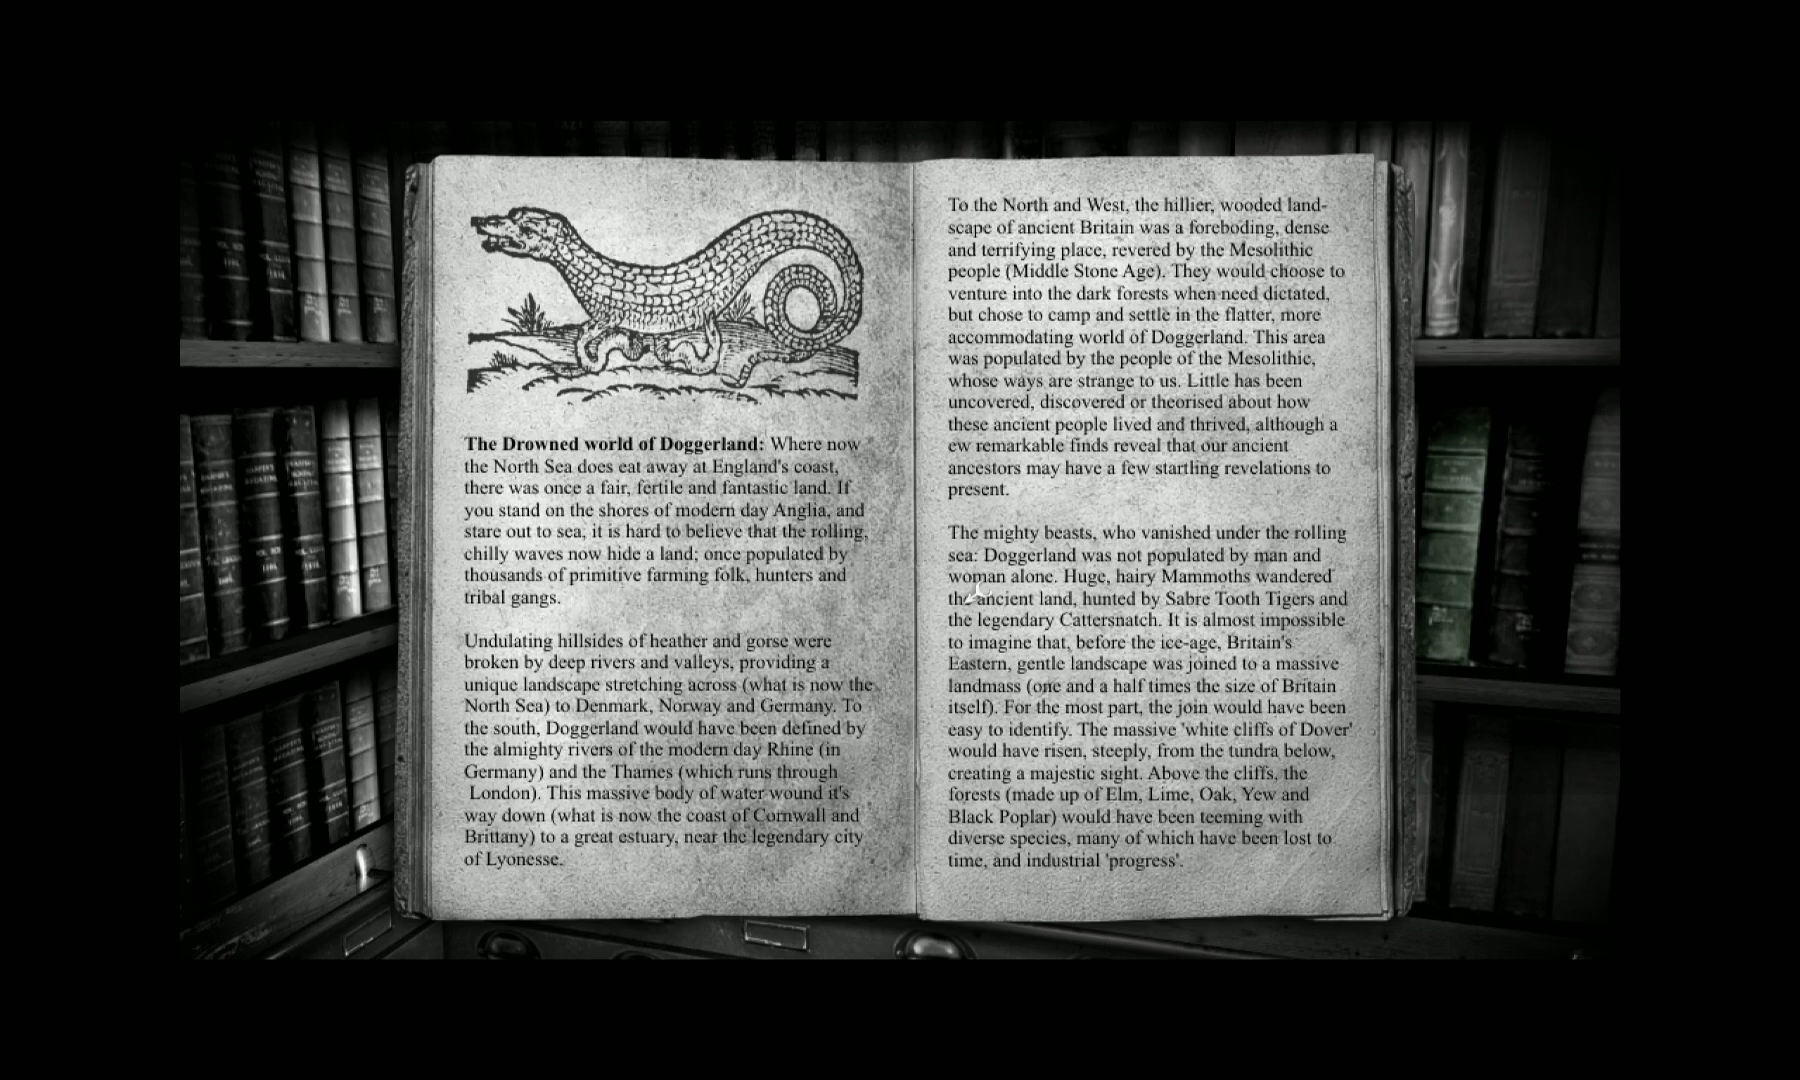 The Drowned world of Doggerland: Where now
the North Sea does eat away at England's coast,
there was once a fair, fertile and fantastic land. If
you stand on the shores of modern day Anglia, and
stare out to sea, it is hard to believe that the rolling,
chilly waves now hide a land; once populated by
thousands of primitive farming folk, hunters and
tribal gangs.
Undulating hillsides of heather and gorse were
broken by deep rivers and valleys, providing a
unique landscape stretching across (what is now the
North Sea) to Denmark, Norway and Germany. To
the south, Doggerland would have been defined by
the almighty rivers of the modern day Rhine (in
Germany) and the Thames (which runs through
London). This massive body of water wound it's
way down (what is now the coast of Cornwall and
Brittany) to a great estuary, near the legendary city
of Lyonesse.
To the North and West, the hillier, wooded land-
scape of ancient Britain was a foreboding, dense
and terrifying place, revered by the Mesolithic
people (Middle Stone Age). They would choose to
venture into the dark forests when need dictated,
but chose to camp and settle in the flatter, more
accommodating world of Doggerland. This area
was populated by the people of the Mesolithic,
whose ways are strange to us. Little has been
uncovered, discovered or theorised about how
these ancient people lived and thrived, although a
ew remarkable finds reveal that our ancient
ancestors may have a few startling revelations to
present.
The mighty beasts, who vanished under the rolling
sea: Doggerland was not populated by man and
woman alone. Huge, hairy Mammoths wandered
the ancient land, hunted by Sabre Tooth Tigers and
the legendary Cattersnatch. It is almost impossible
to imagine that, before the ice-age, Britain's
Eastern, gentle landscape was joined to a massive
landmass (one and a half times the size of Britain
itself). For the most part, the join would have been
easy to identify. The massive 'white cliffs of Dover'
would have risen, steeply, from the tundra below,
creating a majestic sight. Above the cliffs, the
forests (made up of Elm, Lime, Oak, Yew and
Black Poplar) would have been teeming with
diverse species, many of which have been lost to
time, and industrial 'progress'.